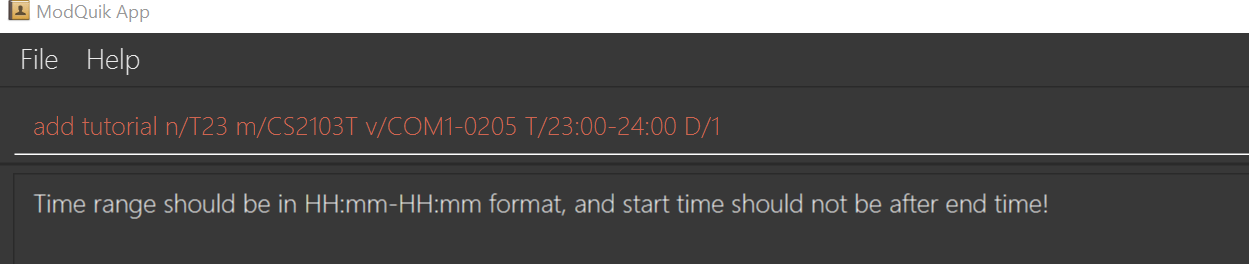 ModQuik App
File Help
add tutorial n/T23 m/CS2103T v/COM1-0205 T/23:00-24:00 D/1
Time range should be in HH:mm-HH:mm format, and start time should not be after end time!